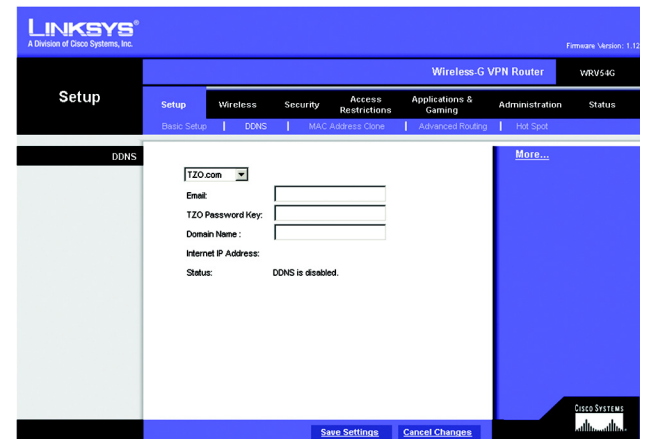 LINKSYS®
A Division of Cisco Systems, Inc.
Firmware Version: 1.12
Wireless-G VPN Router WRV54G
Setup
Setup Wireless Security Access Restrictions Applications & Gaming Administration Status
Basic Setup | DDNS | MAC Address Clone | Advanced Routing | Hot Spot
DDNS
More...
TZO.com
Email:
TZO Password Key:
Domain Name :
Internet IP Address:
Status: DDNS is disabled.
CISCO SYSTEMS
Save Settings Cancel Changes